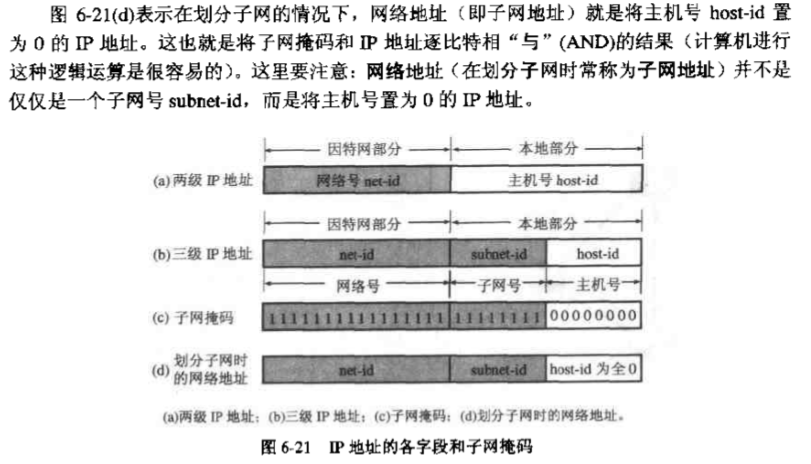 图 6-21(d)表示在划分子网的情况下，网络地址（即子网地址）就是将主机号 host-id 置
为 0 的 IP 地址。这也就是将子网掩码和 IP 地址逐比特相“与”(AND)的结果（计算机进行
这种逻辑运算是很容易的）。这里要注意：网络地址（在划分子网时常称为子网地址）并不是
仅仅是一个子网号 subnet-id，而是将主机号置为 0 的 IP 地址。
因特网部分 本地部分
(a)两级 IP 地址 网络号 net-id 主机号 host-id
因特网部分 本地部分
(b)三级 IP 地址 net-id subnet-id host-id
网络号 子网号 主机号
(c) 子网掩码 1111111111111111 11111111 00000000
(d) 划分子网时的网络地址 net-id subnet-id host-id 为全0
(a)两级 IP 地址；(b)三级 IP 地址；(c)子网掩码；(d)划分子网时的网络地址。
图 6-21 IP 地址的各字段和子网掩码